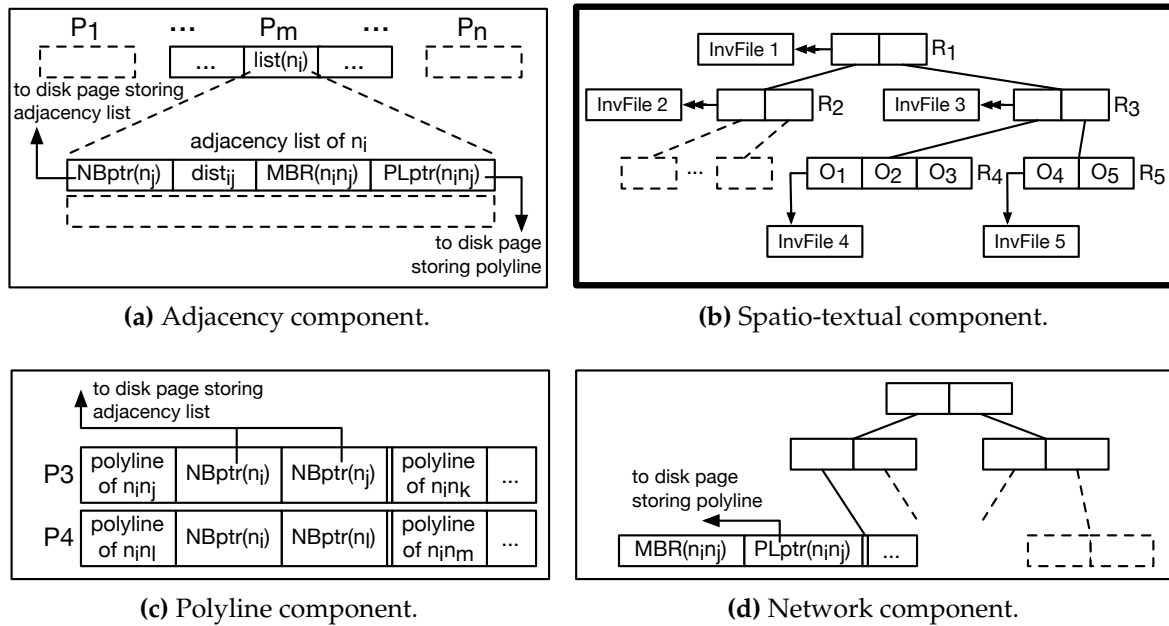 P1 ... Pm ... Pn
... list(ni) ...
to disk page storing
adjacency list
adjacency list of ni
NBptr(nj) distij MBR(ninj) PLptr(ninj)
to disk page
storing polyline
(a) Adjacency component.
InvFile 1 R1
InvFile 2 R2 InvFile 3 R3
... O1 O2 O3 R4 O4 O5 R5
InvFile 4 InvFile 5
(b) Spatio-textual component.
to disk page storing
adjacency list
P3 polyline of ninj NBptr(ni) NBptr(nj) polyline of nink ...
P4 polyline of ninl NBptr(ni) NBptr(nl) polyline of ninm ...
(c) Polyline component.
to disk page
storing polyline
MBR(ninj) PLptr(ninj) ...
(d) Network component.